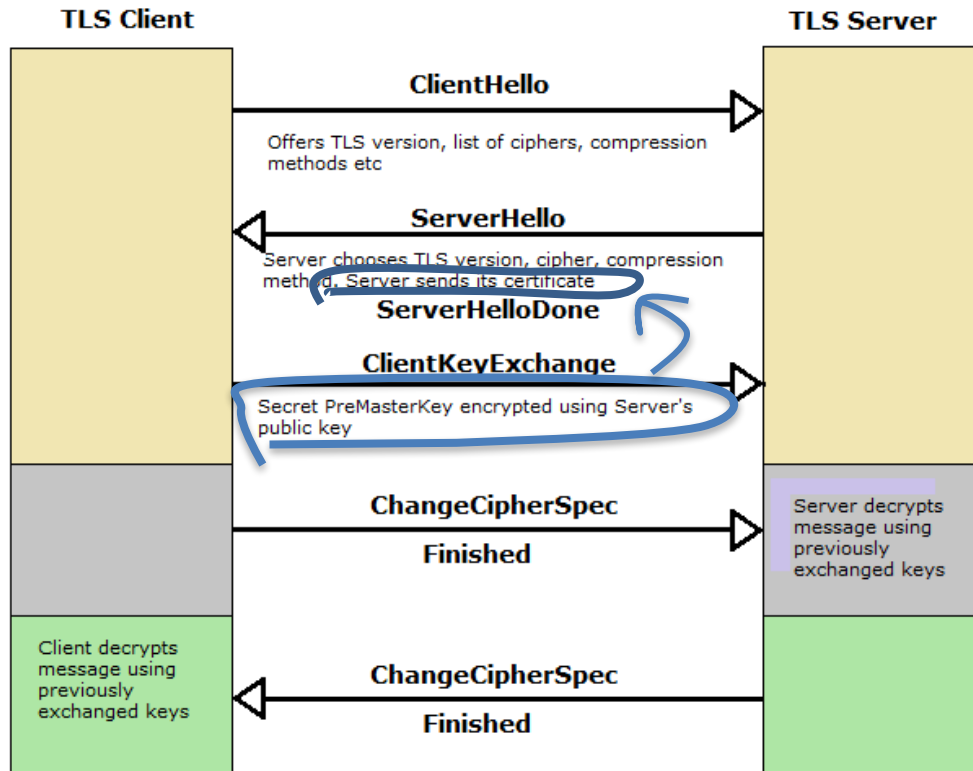 TLS Client
TLS Server
ClientHello
Offers TLS version, list of ciphers, compression
methods etc
ServerHello
Server chooses TLS version, cipher, compression
method. Server sends its certificate
ServerHelloDone
ClientKeyExchange
Secret PreMasterKey encrypted using Server's
public key
ChangeCipherSpec
Finished
Server decrypts
message using
previously
exchanged keys
Client decrypts
message using
previously
exchanged keys
ChangeCipherSpec
Finished